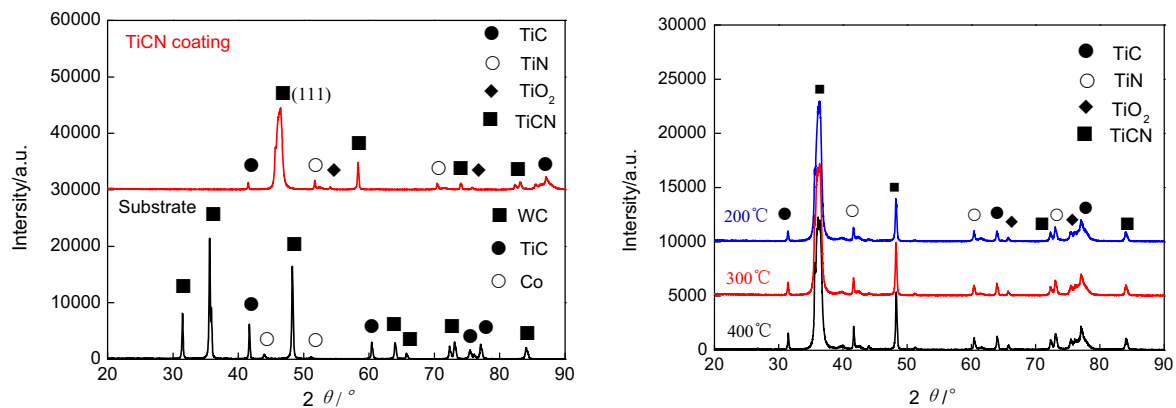 60000
50000
40000
30000
20000
10000
0
Intensity/a.u.
TiCN coating
(111)
TiC
TiN
TiO2
TiCN
Substrate
WC
TiC
Co
20 30 40 50 60 70 80 90
2 θ/°
30000
25000
20000
15000
10000
5000
0
Intensity/a.u.
TiC
TiN
TiO2
TiCN
200℃
300℃
400℃
20 30 40 50 60 70 80 90
2 θ/°